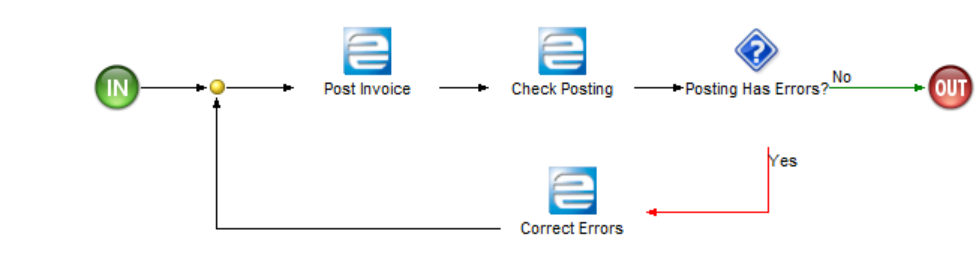 IN
Post Invoice
Check Posting
Posting Has Errors?
No
OUT
Yes
Correct Errors